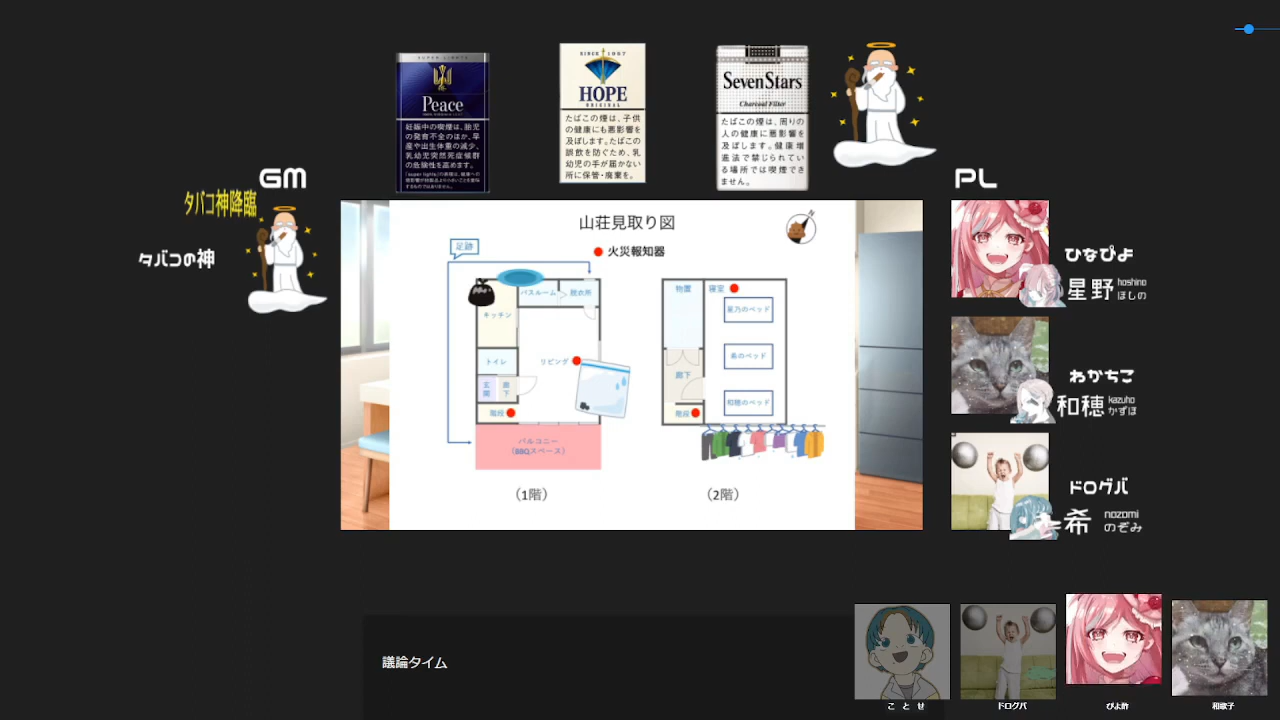 SUPER LIGHTS
Peace
妊娠中の喫煙は、胎児
の発育不全のほか、早
産や出生体重の減少、
乳幼児突然死症候群
の危険性を高めます。
SINCE 1957
HOPE
ORIGINAL
たばこの煙は、子供
の健康にも悪影響を
及ぼします。たばこの
誤飲を防ぐため、乳
幼児の手が届かない
所に保管・廃棄を。
SevenStars
Charcoal Filter
たばこの煙は、周りの
人の健康に悪影響を
及ぼします。健康増
進法で禁じられてい
る場所では喫煙でき
ません。
GM
タバコ神降臨
タバコの神
山荘見取り図
N
足跡
火災報知器
バスルーム
脱衣所
キッチン
トイレ
リビング
玄関
廊下
階段
バルコニー
（BBQスペース）
（1階）
物置
寝室
星乃のベッド
希のベッド
廊下
和穂のベッド
階段
（2階）
PL
ひなぴよ
星野 hoshino ほしの
わかちこ
和穂 kazuho かずほ
ドログバ
希 nozomi のぞみ
議論タイム
こ と せ
ドログバ
ぴよ酢
和歌子